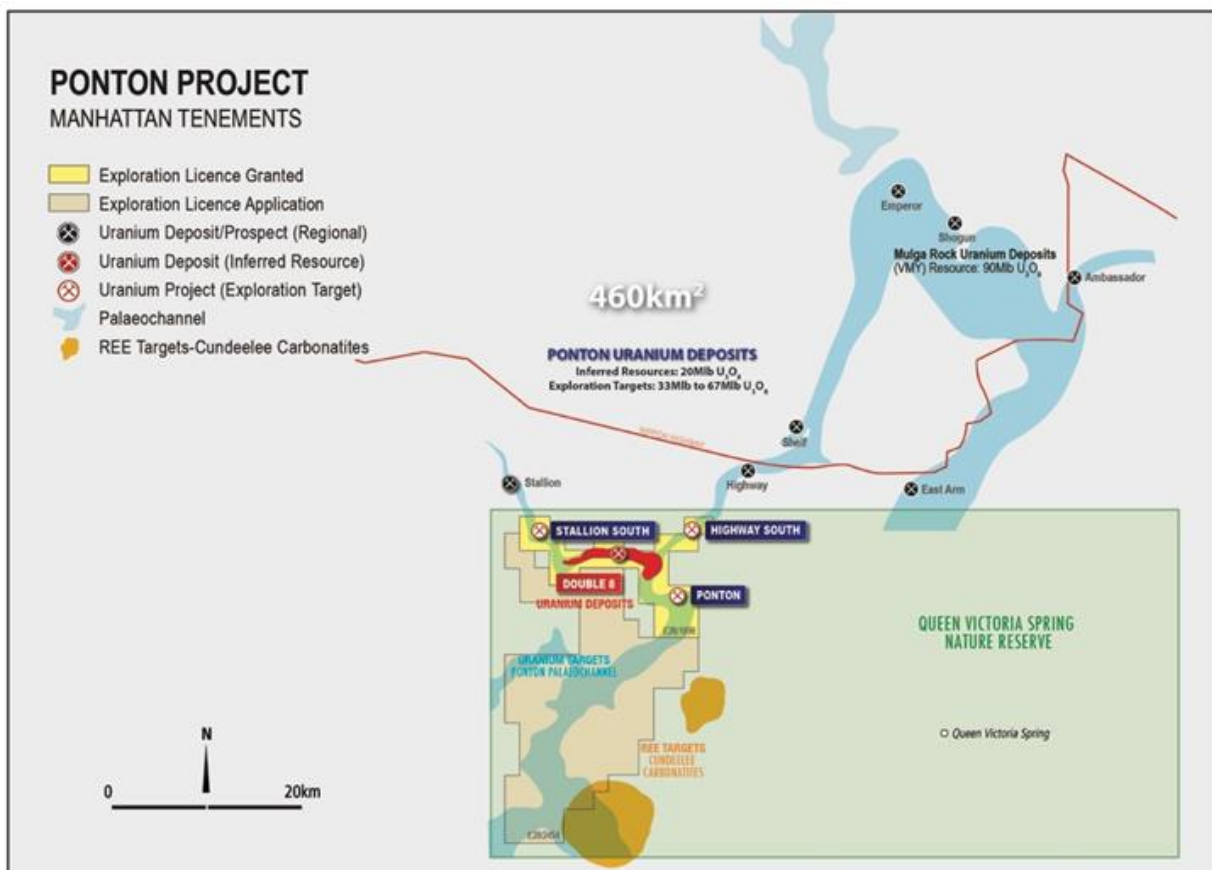 PONTON PROJECT
MANHATTAN TENEMENTS
Exploration Licence Granted
Exploration Licence Application
Uranium Deposit/Prospect (Regional)
Uranium Deposit (Inferred Resource)
Uranium Project (Exploration Target)
Palaeochannel
REE Targets-Cundeelee Carbonatites
Emperor
Shogun
Mulga Rock Uranium Deposits
(VMY) Resource: 90Mlb U₃O₈
Ambassador
460km²
PONTON URANIUM DEPOSITS
Inferred Resources: 20Mlb U₃O₈
Exploration Targets: 33Mlb to 67Mlb U₃O₈
Shelf
Highway
East Arm
Stallion
STALLION SOUTH
HIGHWAY SOUTH
DOUBLE 8
URANIUM DEPOSITS
PONTON
QUEEN VICTORIA SPRING
NATURE RESERVE
URANIUM TARGETS
PONTON PALAEOCHANNEL
Queen Victoria Spring
REE TARGETS
CUNDEELEE
CARBONATITES
N
0
20km